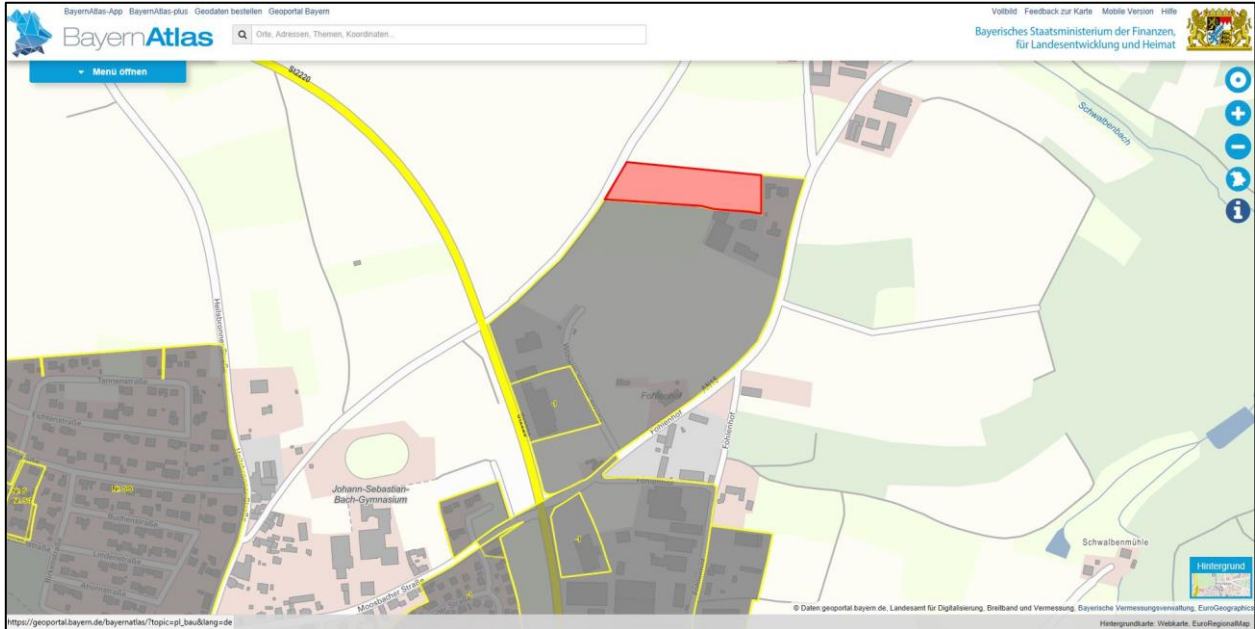 BayernAtlas-App BayernAtlas-plus Geodaten bestellen Geoportal Bayern
Vollbild Feedback zur Karte Mobile Version Hilfe
BayernAtlas
Orte, Adressen, Themen, Koordinaten...
Bayerisches Staatsministerium der Finanzen,
für Landesentwicklung und Heimat
Menü öffnen
St2220
Schwalbenbach
Tannenstraße
Fichtenstraße
Fohlenhof
Fohlenhof
Fohlenhof
Johann-Sebastian-
Bach-Gymnasium
Buchenstraße
Lindenstraße
Ahornstraße
Moosbacher Straße
Schwalbenmühle
Hintergrund
© Daten:geoportal.bayern.de, Landesamt für Digitalisierung, Breitband und Vermessung, Bayerische Vermessungsverwaltung, EuroGeographics
https://geoportal.bayern.de/bayernatlas/?topic=pl_bau&lang=de
Hintergrundkarte: Webkarte, EuroRegionalMap